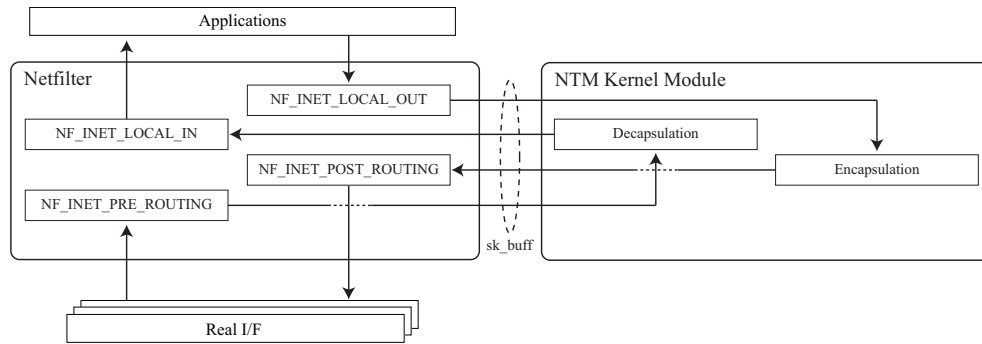 Applications
Netfilter
NTM Kernel Module
NF_INET_LOCAL_OUT
NF_INET_LOCAL_IN
Decapsulation
NF_INET_POST_ROUTING
Encapsulation
NF_INET_PRE_ROUTING
sk_buff
Real I/F